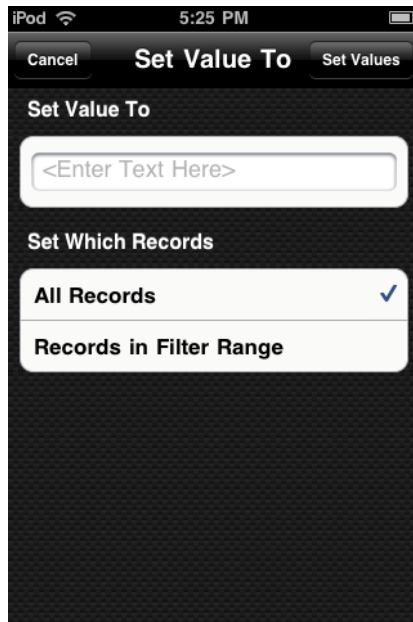 iPod 5:25 PM
Cancel Set Value To Set Values
Set Value To
<Enter Text Here>
Set Which Records
All Records
Records in Filter Range